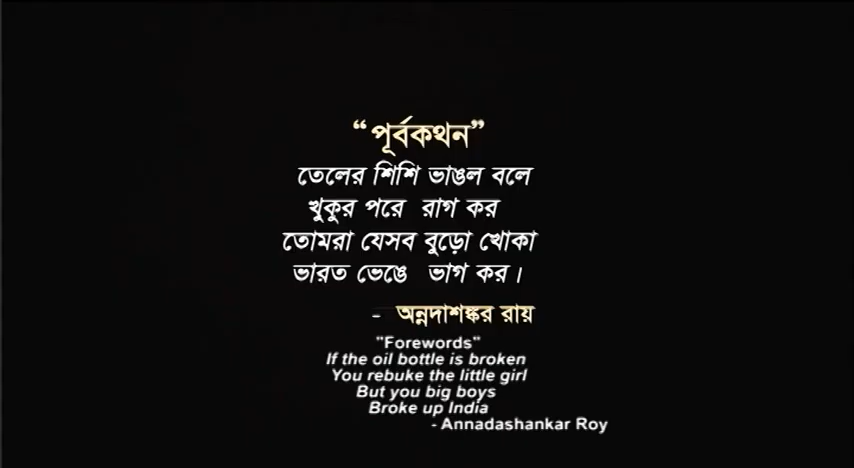 “পূর্বকথন”
তেলের শিশি ভাঙল বলে
খুকুর পরে রাগ কর
তোমরা যেসব বুড়ো খোকা
ভারত ভেঙে ভাগ কর।
- অন্নদাশঙ্কর রায়
"Forewords"
If the oil bottle is broken
You rebuke the little girl
But you big boys
Broke up India
- Annadashankar Roy